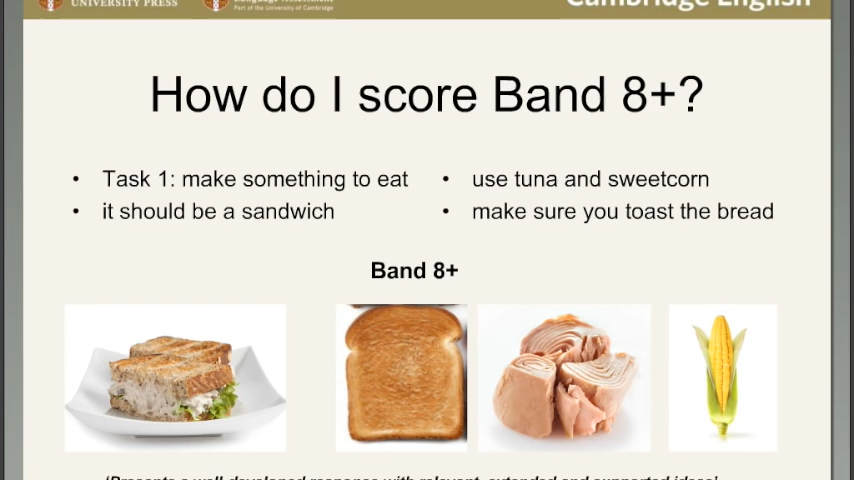 UNIVERSITY PRESS
Part of the University of Cambridge
Cambridge English
How do I score Band 8+?
• Task 1: make something to eat
• it should be a sandwich
• use tuna and sweetcorn
• make sure you toast the bread
Band 8+
'Presents a well-developed response with relevant, extended and supported ideas'